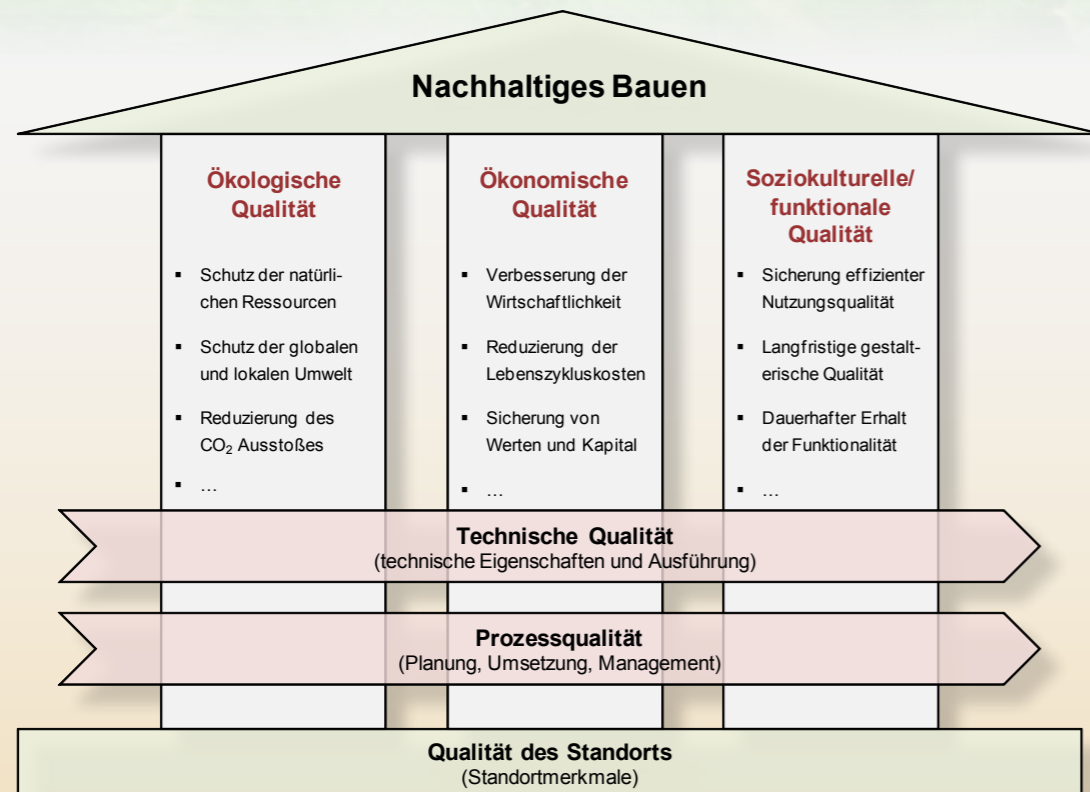 Nachhaltiges Bauen
Ökologische
Qualität
▪ Schutz der natürli-
chen Ressourcen
▪ Schutz der globalen
und lokalen Umwelt
▪ Reduzierung des
CO₂ Ausstoßes
▪ ...
Ökonomische
Qualität
▪ Verbesserung der
Wirtschaftlichkeit
▪ Reduzierung der
Lebenszykluskosten
▪ Sicherung von
Werten und Kapital
▪ ...
Soziokulturelle/
funktionale
Qualität
▪ Sicherung effizienter
Nutzungsqualität
▪ Langfristige gestalt-
erische Qualität
▪ Dauerhafter Erhalt
der Funktionalität
▪ ...
Technische Qualität
(technische Eigenschaften und Ausführung)
Prozessqualität
(Planung, Umsetzung, Management)
Qualität des Standorts
(Standortmerkmale)